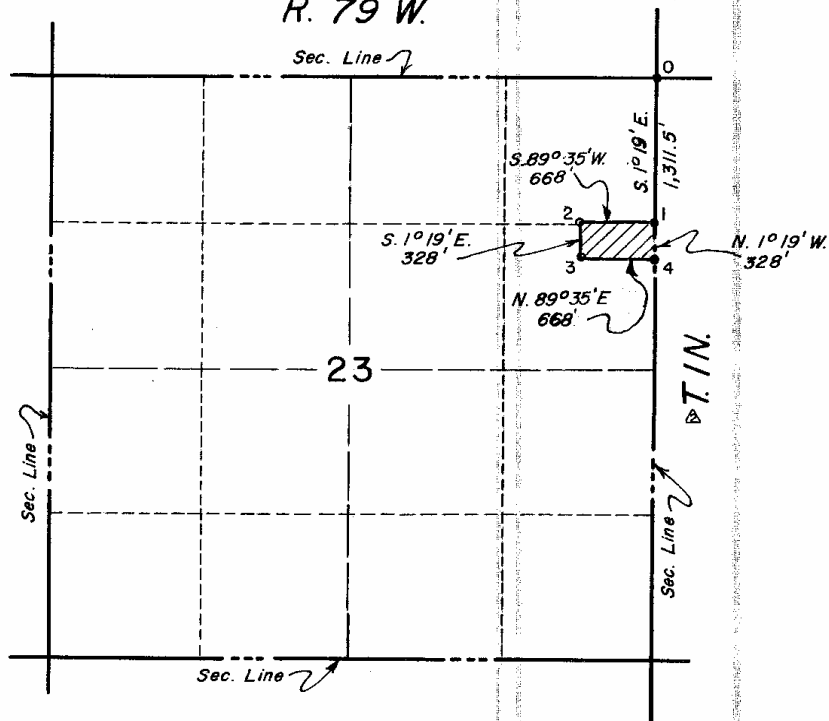 R. 79 W.
Sec. Line
0
S. 1° 19' E.
1,311.5'
S. 89° 35' W.
668'
2
1
S. 1° 19' E.
328'
N. 1° 19' W.
328'
3
4
N. 89° 35' E
668'
T. 1 N.
23
Sec. Line
Sec. Line
Sec. Line